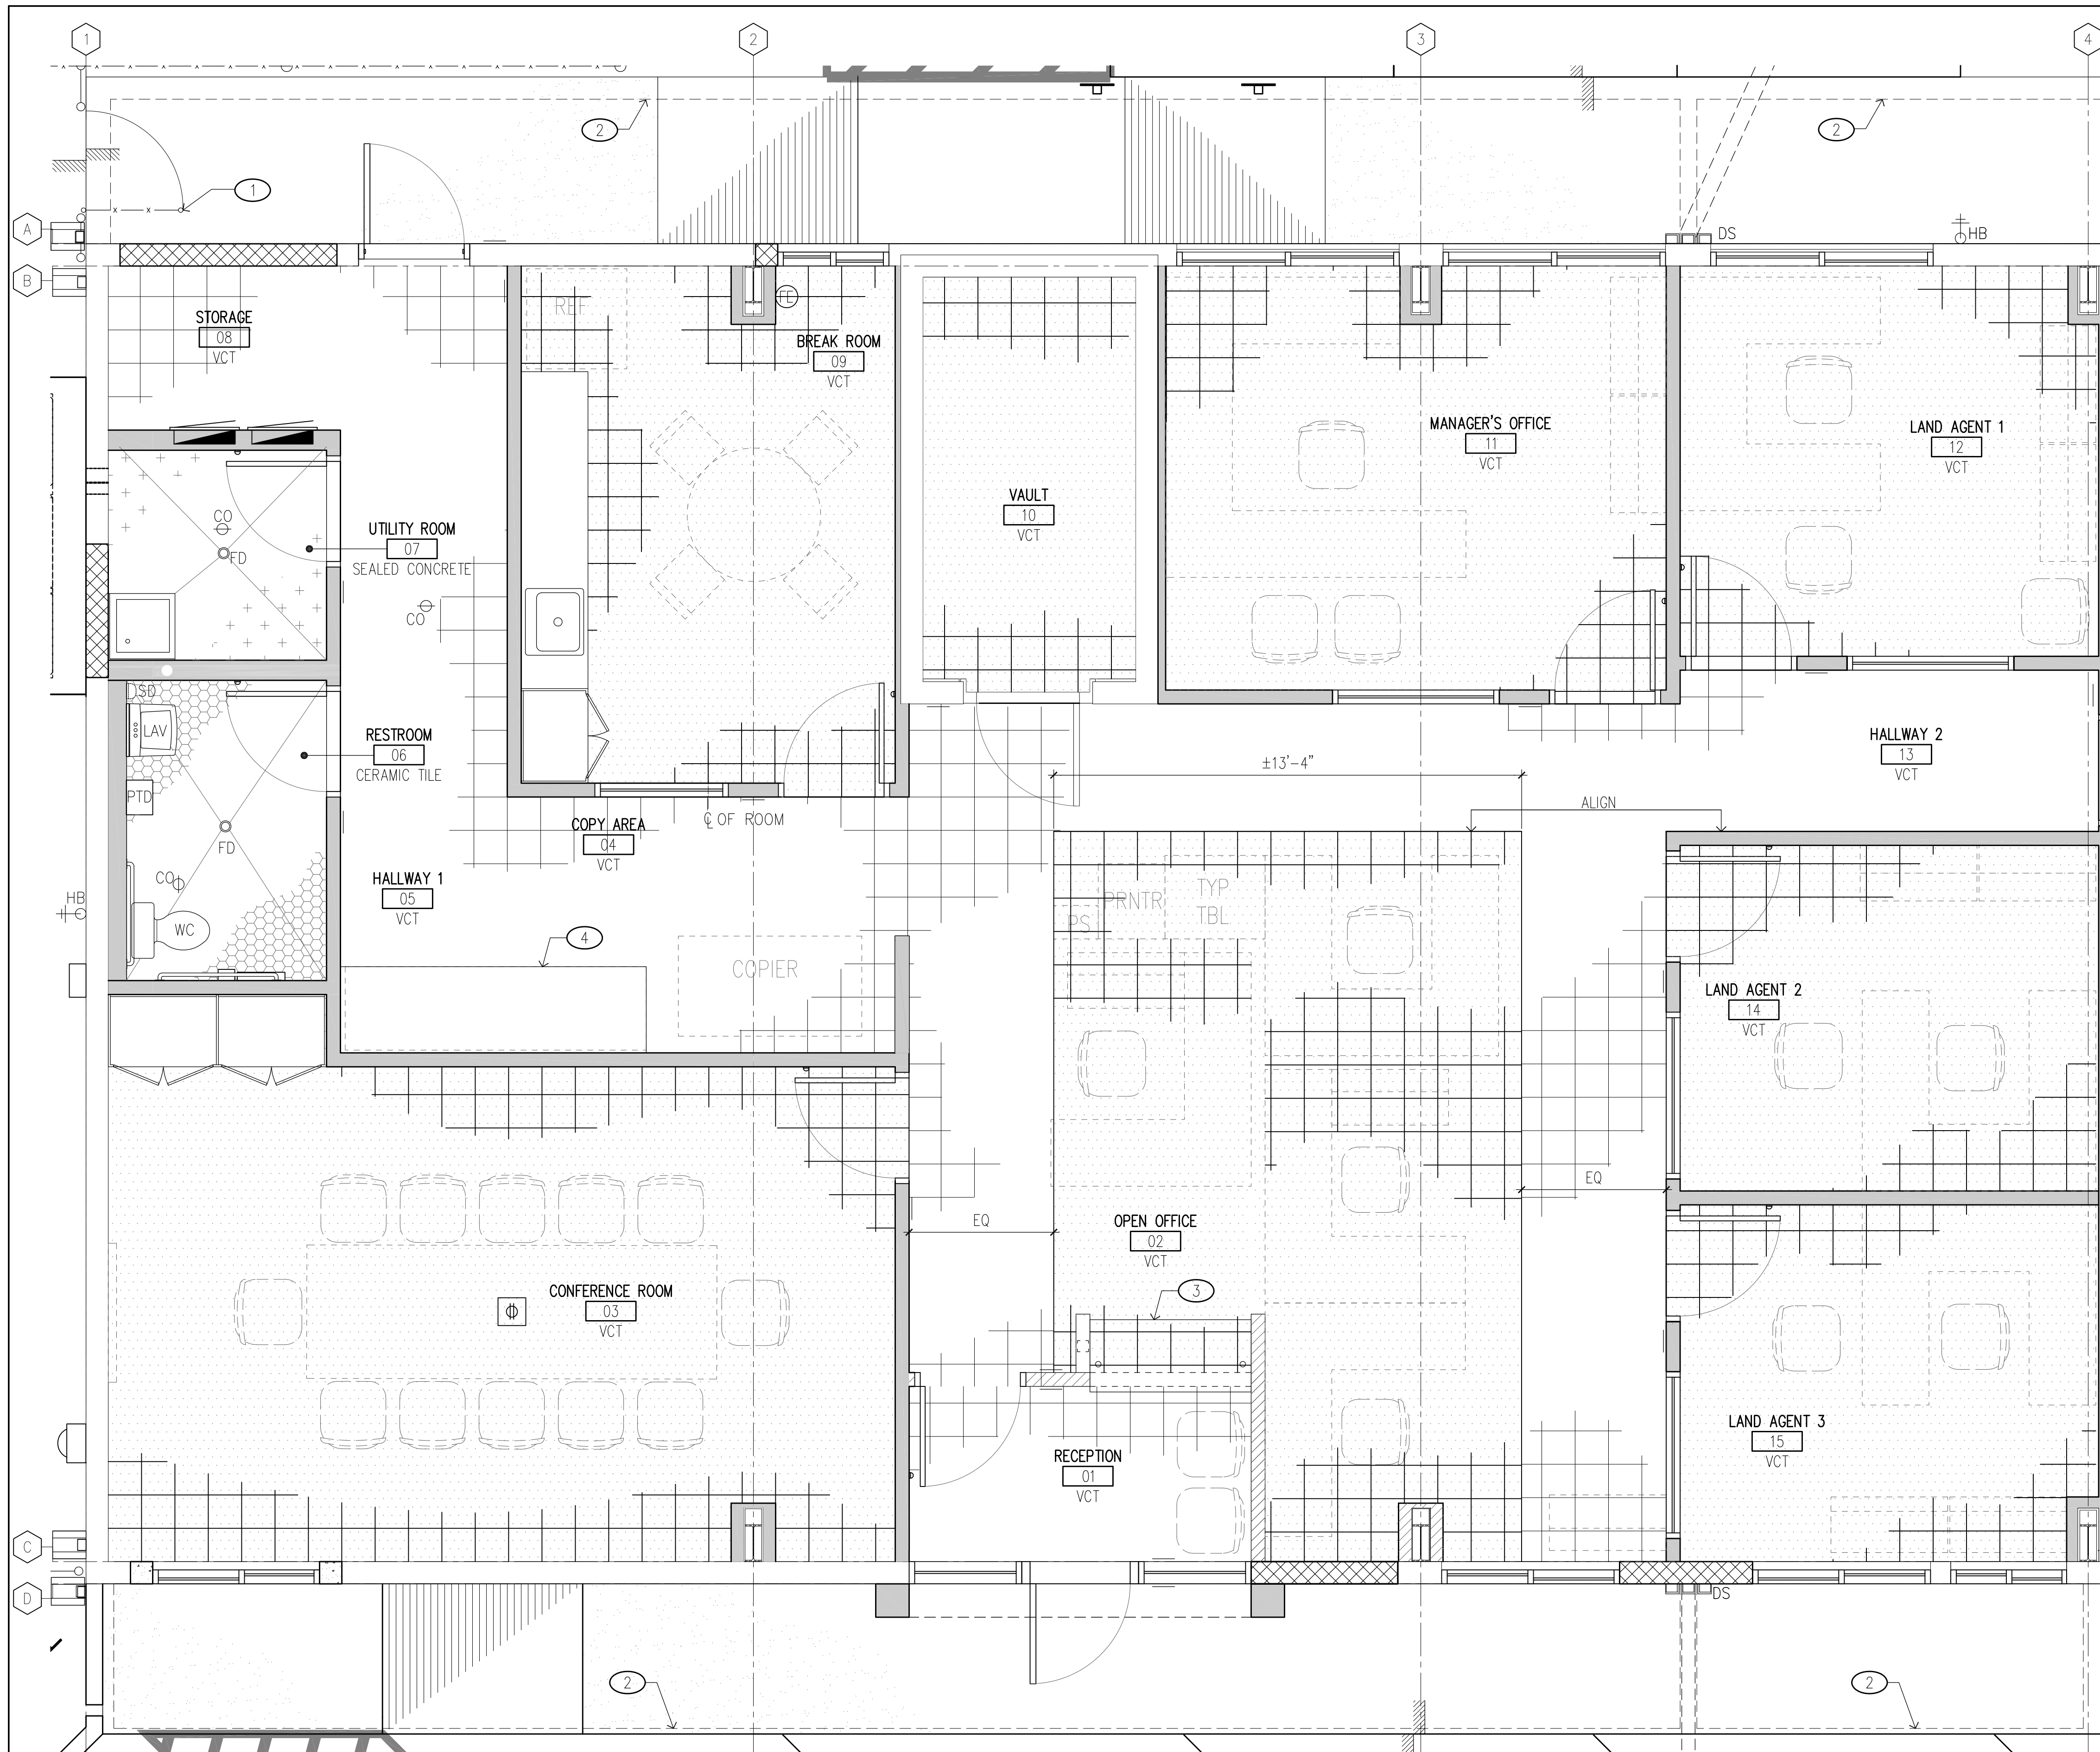 1
2
3
4
2
2
1
A
DS
HB
B
STORAGE
08
VCT
REF
FE
BREAK ROOM
09
VCT
MANAGER'S OFFICE
11
VCT
LAND AGENT 1
12
VCT
VAULT
10
VCT
CO
FD
UTILITY ROOM
07
SEALED CONCRETE
CO
SD
LAV
RESTROOM
06
CERAMIC TILE
PTD
FD
CO
WC
HB
HALLWAY 2
13
VCT
±13'-4"
ALIGN
COPY AREA
04
VCT
℄ OF ROOM
HALLWAY 1
05
VCT
4
COPIER
PRNTR
TYP
TBL
PS
LAND AGENT 2
14
VCT
EQ
EQ
OPEN OFFICE
02
VCT
3
CONFERENCE ROOM
03
VCT
LAND AGENT 3
15
VCT
RECEPTION
01
VCT
C
D
DS
2
2